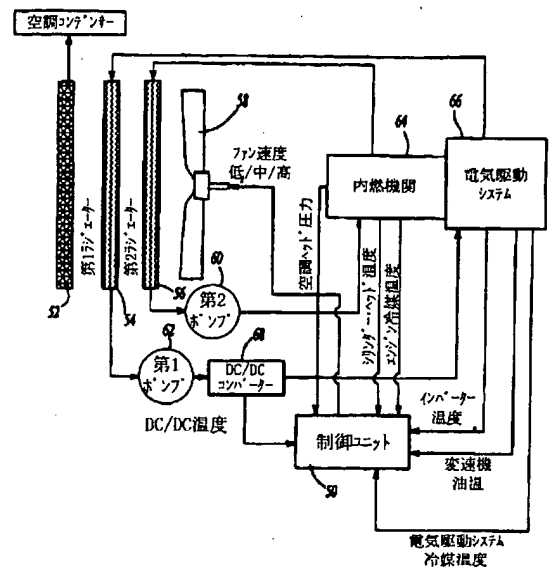 空調コンデンサー
52
第1ラジエーター
54
第2ラジエーター
56
58
ファン速度
低/中/高
60
第2
ポンプ
62
第1
ポンプ
68
DC/DC
コンバーター
DC/DC温度
64
内燃機関
66
電気駆動
システム
空調ヘッド圧力
シリンダーヘッド温度
エンジン冷媒温度
制御ユニット
50
インバーター
温度
変速機
油温
電気駆動システム
冷媒温度